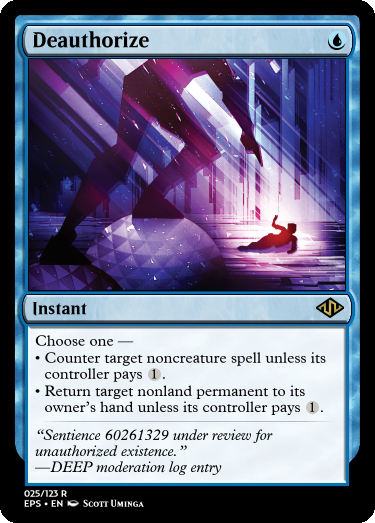 Deauthorize
Instant
Choose one —
• Counter target noncreature spell unless its
controller pays 1.
• Return target nonland permanent to its
owner's hand unless its controller pays 1.
“Sentence 60261329 under review for
unauthorized existence.”
—DEEP moderation log entry
025/123 R
EPS • EN Scott Uminga